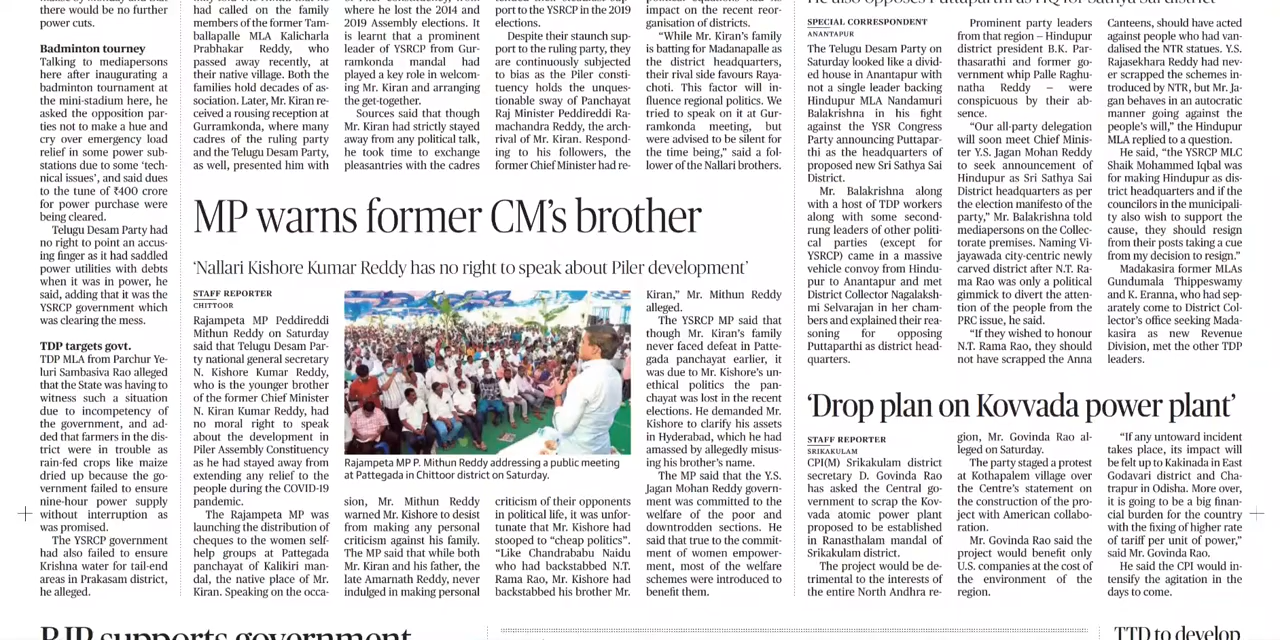 there would be no further
power cuts.
Badminton tourney
Talking to mediapersons
here after inaugurating a
badminton tournament at
the mini-stadium here, he
asked the opposition par-
ties not to make a hue and
cry over emergency load
relief in some power sub-
stations due to some 'tech-
nical issues', and said dues
to the tune of ₹400 crore
for power purchase were
being cleared.
Telugu Desam Party had
no right to point an accus-
ing finger as it had saddled
power utilities with debts
when it was in power, he
said, adding that it was the
YSRCP government which
was clearing the mess.
TDP targets govt.
TDP MLA from Parchur Ye-
luri Sambasiva Rao alleged
that the State was having to
witness such a situation
due to incompetency of
the government, and ad-
ded that farmers in the dis-
trict were in trouble as
rain-fed crops like maize
dried up because the go-
vernment failed to ensure
nine-hour power supply
without interruption as
was promised.
The YSRCP government
had also failed to ensure
Krishna water for tail-end
areas in Prakasam district,
he alleged.
had called on the family
members of the former Tam-
ballapalle MLA Kalicharla
Prabhakar Reddy, who
passed away recently, at
their native village. Both the
families hold decades of as-
sociation. Later, Mr. Kiran re-
ceived a rousing reception at
Gurramkonda, where many
cadres of the ruling party
and the Telugu Desam Party,
as well, presented him with
where he lost the 2014 and
2019 Assembly elections. It
is learnt that a prominent
leader of YSRCP from Gur-
ramkonda mandal had
played a key role in welcom-
ing Mr. Kiran and arranging
the get-together.
Sources said that though
Mr. Kiran had strictly stayed
away from any political talk,
he took time to exchange
pleasantries with the cadres
port to the YSRCP in the 2019
elections.
Despite their staunch sup-
port to the ruling party, they
are continuously subjected
to bias as the Piler consti-
tuency holds the unques-
tionable sway of Panchayat
Raj Minister Peddireddi Ra-
machandra Reddy, the arch-
rival of Mr. Kiran. Respond-
ing to his followers, the
former Chief Minister had re-
impact on the recent reor-
ganisation of districts.
"While Mr. Kiran's family
is batting for Madanapalle as
the district headquarters,
their rival side favours Raya-
choti. This factor will in-
fluence regional politics. We
tried to speak on it at Gur-
ramkonda meeting, but
were advised to be silent for
the time being," said a fol-
lower of the Nallari brothers.
MP warns former CM's brother
'Nallari Kishore Kumar Reddy has no right to speak about Piler development'
STAFF REPORTER
CHITTOOR
Rajampeta MP Peddireddi
Mithun Reddy on Saturday
said that Telugu Desam Par-
ty national general secretary
N. Kishore Kumar Reddy,
who is the younger brother
of the former Chief Minister
N. Kiran Kumar Reddy, had
no moral right to speak
about the development in
Piler Assembly Constituency
as he had stayed away from
extending any relief to the
people during the COVID-19
pandemic.
The Rajampeta MP was
launching the distribution of
cheques to the women self-
help groups at Pattegada
panchayat of Kalikiri man-
dal, the native place of Mr.
Kiran. Speaking on the occa-
Rajampeta MP P. Mithun Reddy addressing a public meeting
at Pattegada in Chittoor district on Saturday.
sion, Mr. Mithun Reddy
warned Mr. Kishore to desist
from making any personal
criticism against his family.
The MP said that while both
Mr. Kiran and his father, the
late Amarnath Reddy, never
indulged in making personal
criticism of their opponents
in political life, it was unfor-
tunate that Mr. Kishore had
stooped to "cheap politics".
"Like Chandrababu Naidu
who had backstabbed N.T.
Rama Rao, Mr. Kishore had
backstabbed his brother Mr.
Kiran," Mr. Mithun Reddy
alleged.
The YSRCP MP said that
though Mr. Kiran's family
never faced defeat in Patte-
gada panchayat earlier, it
was due to Mr. Kishore's un-
ethical politics the pan-
chayat was lost in the recent
elections. He demanded Mr.
Kishore to clarify his assets
in Hyderabad, which he had
amassed by allegedly misus-
ing his brother's name.
The MP said that the Y.S.
Jagan Mohan Reddy govern-
ment was committed to the
welfare of the poor and
downtrodden sections. He
said that true to the commit-
ment of women empower-
ment, most of the welfare
schemes were introduced to
benefit them.
SPECIAL CORRESPONDENT
ANANTAPUR
The Telugu Desam Party on
Saturday looked like a divid-
ed house in Anantapur with
not a single leader backing
Hindupur MLA Nandamuri
Balakrishna in his fight
against the YSR Congress
Party announcing Puttapar-
thi as the headquarters of
proposed new Sri Sathya Sai
District.
Mr. Balakrishna along
with a host of TDP workers
along with some second-
rung leaders of other politi-
cal parties (except for
YSRCP) came in a massive
vehicle convoy from Hindu-
pur to Anantapur and met
District Collector Nagalaksh-
mi Selvarajan in her cham-
bers and explained their rea-
soning for opposing
Puttaparthi as district head-
quarters.
Prominent party leaders
from that region – Hindupur
district president B.K. Par-
thasarathi and former go-
vernment whip Palle Raghu-
natha Reddy – were
conspicuous by their ab-
sence.
"Our all-party delegation
will soon meet Chief Minis-
ter Y.S. Jagan Mohan Reddy
to seek announcement of
Hindupur as Sri Sathya Sai
District headquarters as per
the election manifesto of the
party," Mr. Balakrishna told
mediapersons on the Collec-
torate premises. Naming Vi-
jayawada city-centric newly
carved district after N.T. Ra-
ma Rao was only a political
gimmick to divert the atten-
tion of the people from the
PRC issue, he said.
"If they wished to honour
N.T. Rama Rao, they should
not have scrapped the Anna
Canteens, should have acted
against people who had van-
dalised the NTR statues. Y.S.
Rajasekhara Reddy had nev-
er scrapped the schemes in-
troduced by NTR, but Mr. Ja-
gan behaves in an autocratic
manner going against the
people's will," the Hindupur
MLA replied to a question.
He said, "the YSRCP MLC
Shaik Mohammed Iqbal was
for making Hindupur as dis-
trict headquarters and if the
councilors in the municipali-
ty also wish to support the
cause, they should resign
from their posts taking a cue
from my decision to resign."
Madakasira former MLAs
Gundumala Thippeswamy
and K. Eranna, who had sep-
arately come to District Col-
lector's office seeking Mada-
kasira as new Revenue
Division, met the other TDP
leaders.
'Drop plan on Kovvada power plant'
STAFF REPORTER
SRIKAKULAM
CPI(M) Srikakulam district
secretary D. Govinda Rao
has asked the Central go-
vernment to scrap the Kov-
vada atomic power plant
proposed to be established
in Ranasthalam mandal of
Srikakulam district.
The project would be de-
trimental to the interests of
the entire North Andhra re-
gion, Mr. Govinda Rao al-
leged on Saturday.
The party staged a protest
at Kothapalem village over
the Centre's statement on
the construction of the pro-
ject with American collabo-
ration.
Mr. Govinda Rao said the
project would benefit only
U.S. companies at the cost of
the environment of the
region.
"If any untoward incident
takes place, its impact will
be felt up to Kakinada in East
Godavari district and Cha-
trapur in Odisha. More over,
it is going to be a big finan-
cial burden for the country
with the fixing of higher rate
of tariff per unit of power,"
said Mr. Govinda Rao.
He said the CPI would in-
tensify the agitation in the
days to come.
BJP supports government
TTD to develop